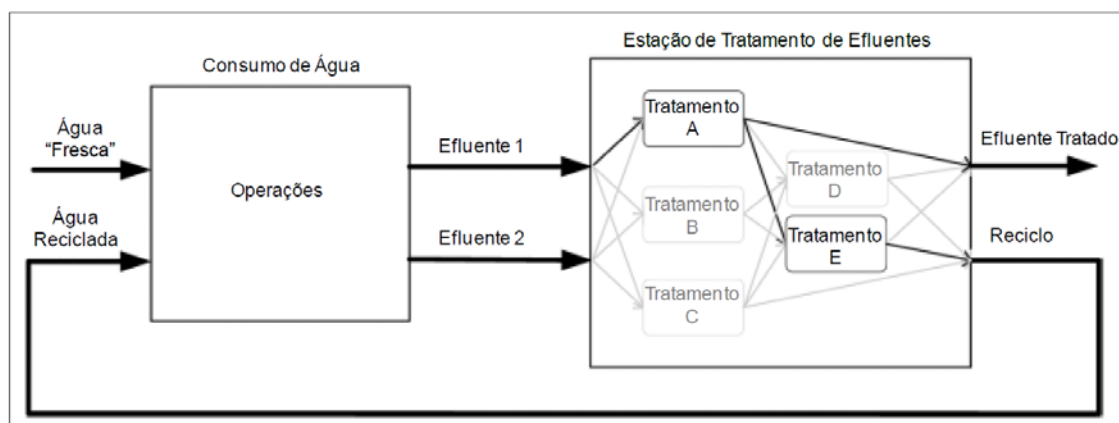 Estação de Tratamento de Efluentes
Consumo de Água
Tratamento
A
Água
“Fresca”
Efluente 1
Efluente Tratado
Operações
Tratamento
D
Tratamento
B
Água
Reciclada
Efluente 2
Tratamento
E
Reciclo
Tratamento
C